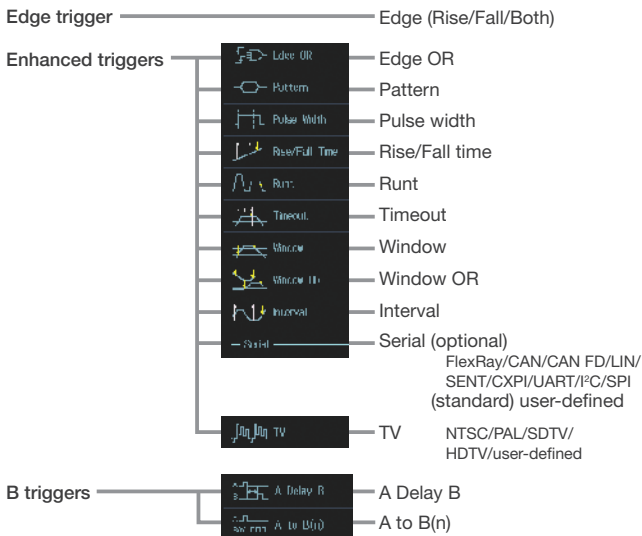 Edge trigger Edge (Rise/Fall/Both)
Enhanced triggers Edge OR Edge OR
Pattern Pattern
Pulse Width Pulse width
Rise/Fall Time Rise/Fall time
Runt Runt
Timeout Timeout
Window Window
Window OR Window OR
Interval Interval
Serial Serial (optional)
FlexRay/CAN/CAN FD/LIN/
SENT/CXPI/UART/I²C/SPI
(standard) user-defined
TV TV NTSC/PAL/SDTV/
HDTV/user-defined
B triggers A Delay B A Delay B
A to B(n) A to B(n)